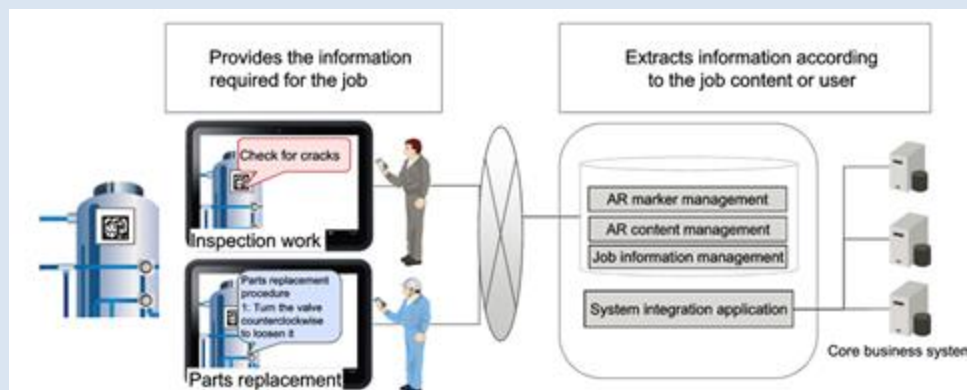 Provides the information
required for the job
Extracts information according
to the job content or user
Check for cracks
Inspection work
Parts replacement
procedure
1: Turn the valve
counterclockwise
to loosen it
Parts replacement
AR marker management
AR content management
Job information management
System integration application
Core business system